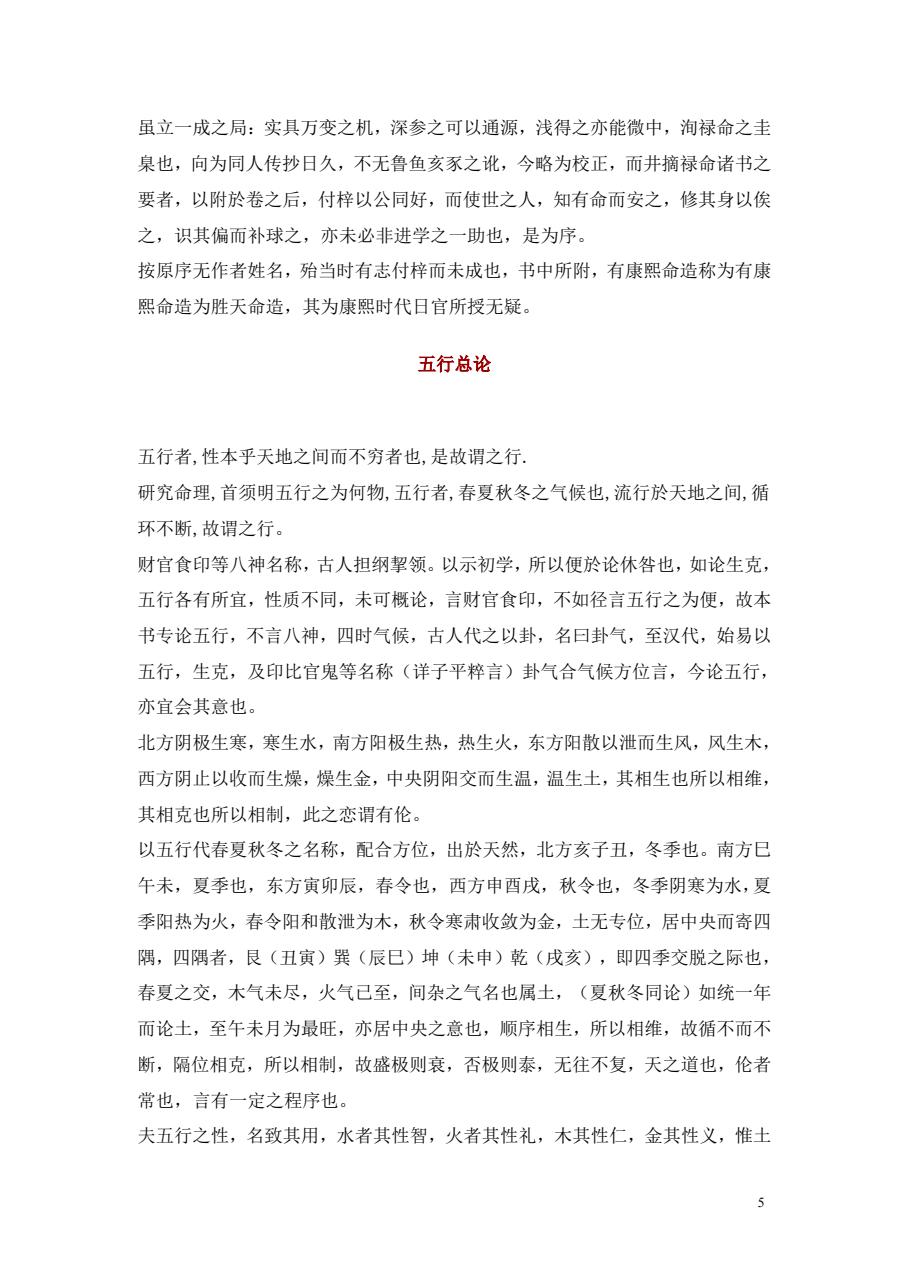 虽立一成之局：实具万变之机，深参之可以通源，浅得之亦能微中，洵禄命之圭
臬也，向为同人传抄日久，不无鲁鱼亥豕之讹，今略为校正，而井摘禄命诸书之
要者，以附於卷之后，付梓以公同好，而使世之人，知有命而安之，修其身以俟
之，识其偏而补球之，亦未必非进学之一助也，是为序。
按原序无作者姓名，殆当时有志付梓而未成也，书中所附，有康熙命造称为有康
熙命造为胜天命造，其为康熙时代日官所授无疑。
五行总论
五行者,性本乎天地之间而不穷者也,是故谓之行.
研究命理,首须明五行之为何物,五行者,春夏秋冬之气候也,流行於天地之间,循
环不断,故谓之行。
财官食印等八神名称，古人担纲挈领。以示初学，所以便於论休咎也，如论生克，
五行各有所宜，性质不同，未可概论，言财官食印，不如径言五行之为便，故本
书专论五行，不言八神，四时气候，古人代之以卦，名曰卦气，至汉代，始易以
五行，生克，及印比官鬼等名称（详子平粹言）卦气合气候方位言，今论五行，
亦宜会其意也。
北方阴极生寒，寒生水，南方阳极生热，热生火，东方阳散以泄而生风，风生木，
西方阴止以收而生燥，燥生金，中央阴阳交而生温，温生土，其相生也所以相维，
其相克也所以相制，此之恋谓有伦。
以五行代春夏秋冬之名称，配合方位，出於天然，北方亥子丑，冬季也。南方巳
午未，夏季也，东方寅卯辰，春令也，西方申酉戌，秋令也，冬季阴寒为水，夏
季阳热为火，春令阳和散泄为木，秋令寒肃收敛为金，土无专位，居中央而寄四
隅，四隅者，艮（丑寅）巽（辰巳）坤（未申）乾（戌亥），即四季交脱之际也，
春夏之交，木气未尽，火气已至，间杂之气名也属土，（夏秋冬同论）如统一年
而论土，至午未月为最旺，亦居中央之意也，顺序相生，所以相维，故循不而不
断，隔位相克，所以相制，故盛极则衰，否极则泰，无往不复，天之道也，伦者
常也，言有一定之程序也。
夫五行之性，名致其用，水者其性智，火者其性礼，木其性仁，金其性义，惟土
5